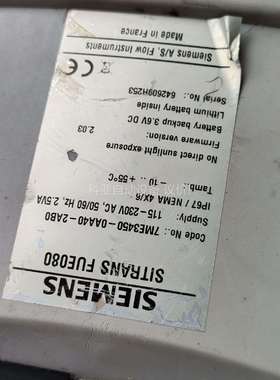 SIEMENS
SITRANS FUE080
Code No.: 7ME3450-0AA40-2AB0
Supply: 115-230V AC, 50/60 Hz, 2.5VA
IP67 / NEMA 4X/6
Tamb: -10... +55°C
No direct sunlight exposure
Firmware version: 2.03
Battery backup 3.6V DC
Lithium battery inside
Serial No.: 642609H253
CE
Siemens A/S, Flow Instruments
Made in France